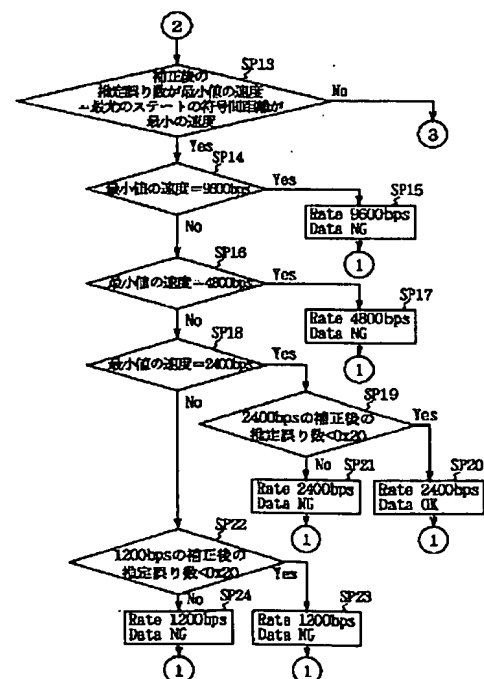 2
SP13
補正後の
推定誤り数が最小値の速度
=最尤のステートの符号間距離が
最小の速度
No
3
Yes
SP14
最小値の速度=9600bps
Yes
SP15
Rate 9600bps
Data NG
1
No
SP16
最小値の速度=4800bps
Yes
SP17
Rate 4800bps
Data NG
1
No
SP18
最小値の速度=2400bps
Yes
No
SP19
2400bpsの補正後の
推定誤り数<0x20
Yes
No
SP21
Rate 2400bps
Data NG
1
SP20
Rate 2400bps
Data OK
1
SP22
1200bpsの補正後の
推定誤り数<0x20
Yes
No
SP24
Rate 1200bps
Data NG
1
SP23
Rate 1200bps
Data NG
1